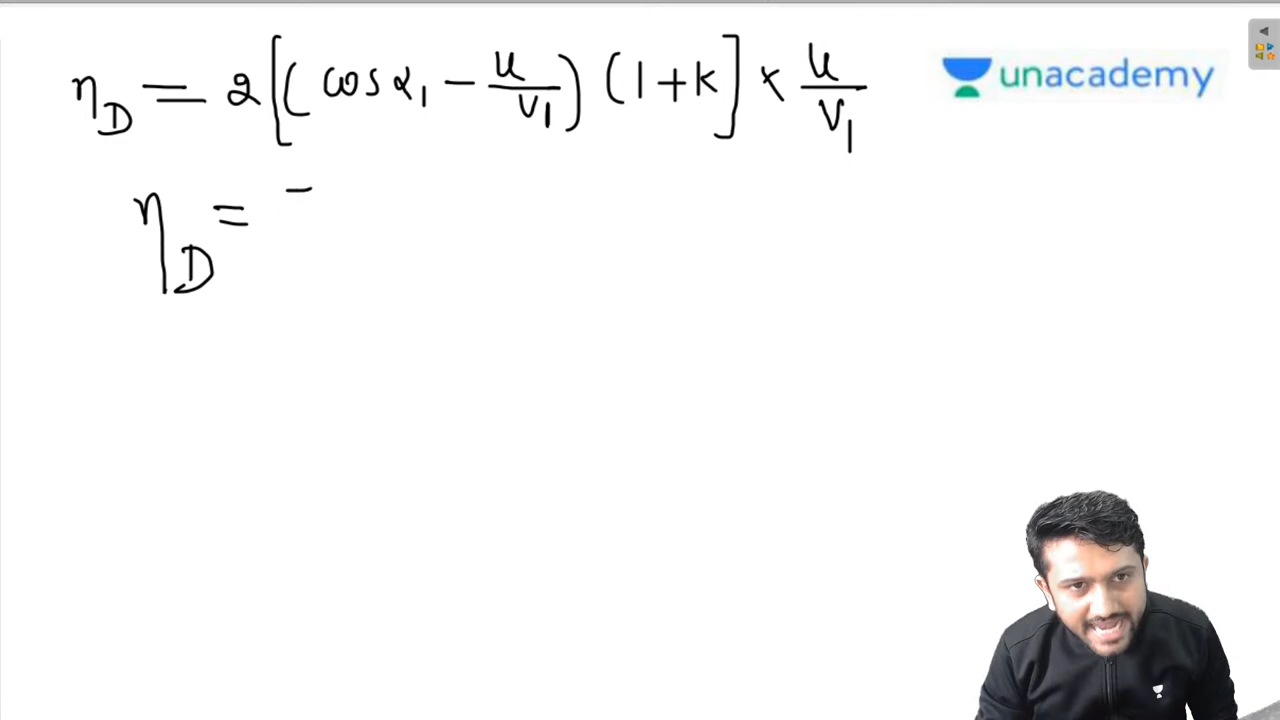 η_D = 2[(cos α₁ − u/V₁) (1+k] × u/V₁
unacademy
η_D =